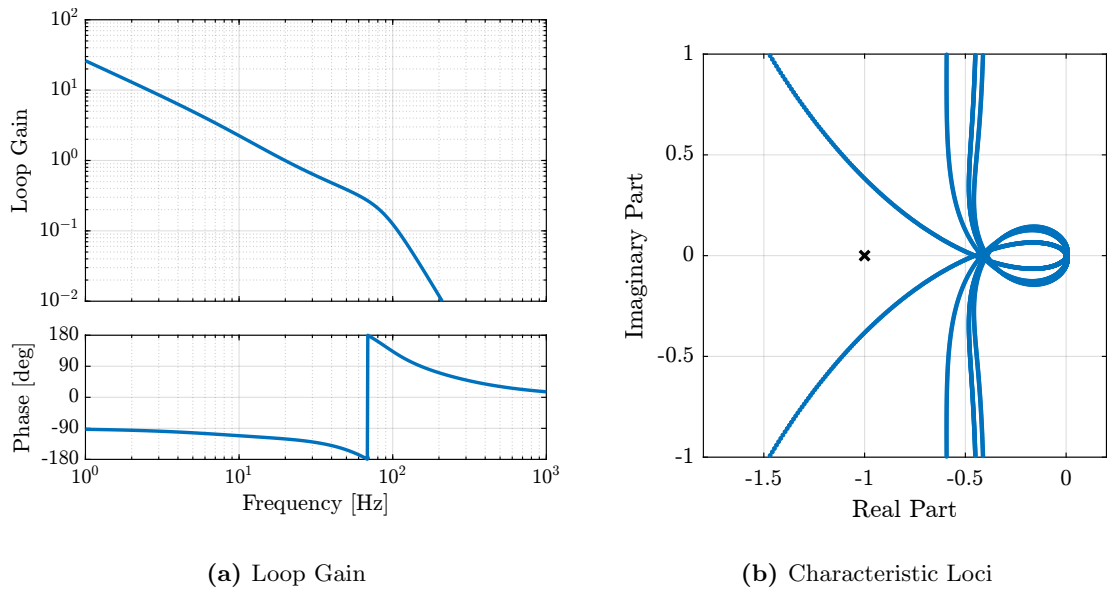 10^2
10^1
10^0
10^-1
10^-2
Loop Gain
180
90
0
-90
-180
Phase [deg]
10^0 10^1 10^2 10^3
Frequency [Hz]
(a) Loop Gain
1
0.5
0
-0.5
-1
Imaginary Part
-1.5 -1 -0.5 0
Real Part
(b) Characteristic Loci